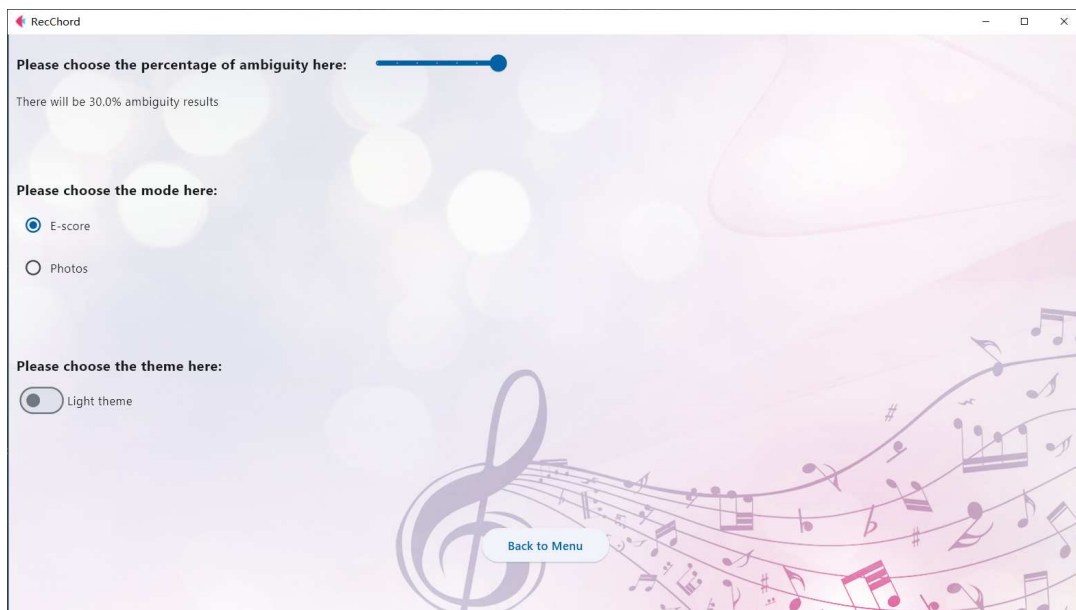 RecChord
Please choose the percentage of ambiguity here:
There will be 30.0% ambiguity results
Please choose the mode here:
E-score
Photos
Please choose the theme here:
Light theme
Back to Menu